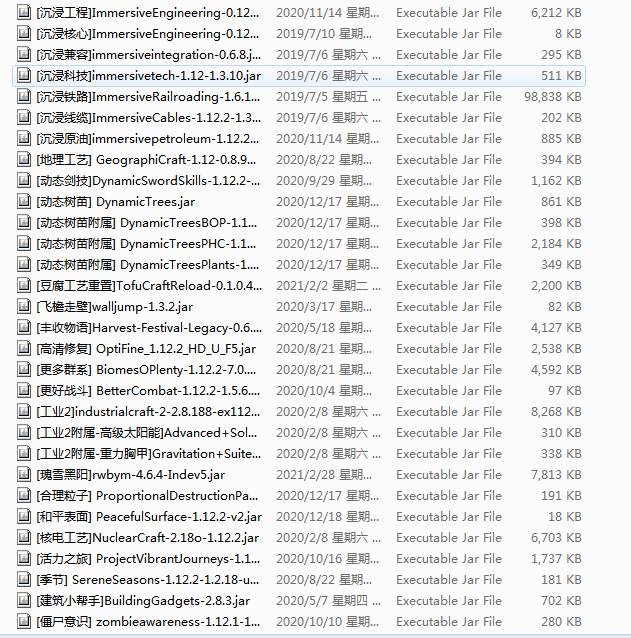 [沉浸工程]ImmersiveEngineering-0.12... 2020/11/14 星期... Executable Jar File 6,212 KB
[沉浸核心]ImmersiveEngineering-0.12... 2019/7/10 星期... Executable Jar File 8 KB
[沉浸兼容]immersiveintegration-0.6.8.j... 2019/7/6 星期六 ... Executable Jar File 295 KB
[沉浸科技]immersivetech-1.12-1.3.10.jar 2019/7/6 星期六 ... Executable Jar File 511 KB
[沉浸铁路]ImmersiveRailroading-1.6.1... 2019/7/5 星期五 ... Executable Jar File 98,838 KB
[沉浸线缆]ImmersiveCables-1.12.2-1.3... 2019/7/6 星期六 ... Executable Jar File 202 KB
[沉浸原油]immersivepetroleum-1.12.2... 2020/11/14 星期... Executable Jar File 885 KB
[地理工艺] GeographiCraft-1.12-0.8.9... 2020/8/22 星期... Executable Jar File 394 KB
[动态剑技]DynamicSwordSkills-1.12.2-... 2020/9/29 星期... Executable Jar File 1,162 KB
[动态树苗] DynamicTrees.jar 2020/12/17 星期... Executable Jar File 861 KB
[动态树苗附属] DynamicTreesBOP-1.1... 2020/12/17 星期... Executable Jar File 398 KB
[动态树苗附属] DynamicTreesPHC-1.1... 2020/12/17 星期... Executable Jar File 2,184 KB
[动态树苗附属] DynamicTreesPlants-1.... 2020/12/17 星期... Executable Jar File 349 KB
[豆腐工艺重置]TofuCraftReload-0.1.0.4... 2021/2/2 星期二 ... Executable Jar File 2,200 KB
[飞檐走壁]walljump-1.3.2.jar 2020/3/17 星期... Executable Jar File 82 KB
[丰收物语]Harvest-Festival-Legacy-0.6.... 2020/5/18 星期... Executable Jar File 4,127 KB
[高清修复] OptiFine_1.12.2_HD_U_F5.jar 2020/8/21 星期... Executable Jar File 2,538 KB
[更多群系] BiomesOPlenty-1.12.2-7.0.... 2020/8/21 星期... Executable Jar File 4,592 KB
[更好战斗] BetterCombat-1.12.2-1.5.6.... 2020/10/4 星期... Executable Jar File 97 KB
[工业2]industrialcraft-2-2.8.188-ex112... 2020/2/8 星期六 ... Executable Jar File 8,268 KB
[工业2附属-高级太阳能]Advanced+Sol... 2020/2/8 星期六 ... Executable Jar File 310 KB
[工业2附属-重力胸甲]Gravitation+Suite... 2020/2/8 星期六 ... Executable Jar File 338 KB
[瑰雪黑阳]rwbym-4.6.4-Indev5.jar 2021/2/28 星期... Executable Jar File 7,813 KB
[合理粒子] ProportionalDestructionPa... 2020/12/17 星期... Executable Jar File 191 KB
[和平表面] PeacefulSurface-1.12.2-v2.jar 2020/12/18 星期... Executable Jar File 18 KB
[核电工艺]NuclearCraft-2.18o-1.12.2.jar 2020/2/8 星期六 ... Executable Jar File 6,703 KB
[活力之旅] ProjectVibrantJourneys-1.1... 2020/10/16 星期... Executable Jar File 1,737 KB
[季节] SereneSeasons-1.12.2-1.2.18-u... 2020/8/22 星期... Executable Jar File 181 KB
[建筑小帮手]BuildingGadgets-2.8.3.jar 2020/5/7 星期四 ... Executable Jar File 702 KB
[僵尸意识] zombieawareness-1.12.1-1... 2020/10/10 星期... Executable Jar File 280 KB